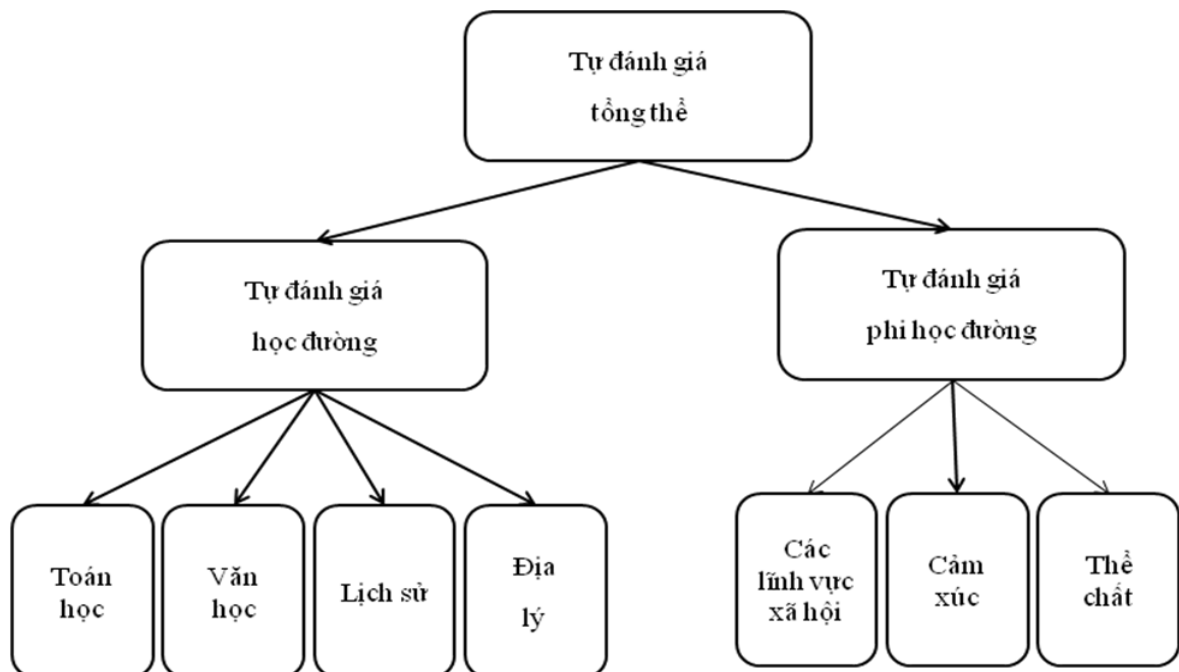 Tự đánh giá
tổng thể
Tự đánh giá
học đường
Tự đánh giá
phi học đường
Toán
học
Văn
học
Lịch sử
Địa
lý
Các
lĩnh vực
xã hội
Cảm
xúc
Thể
chất